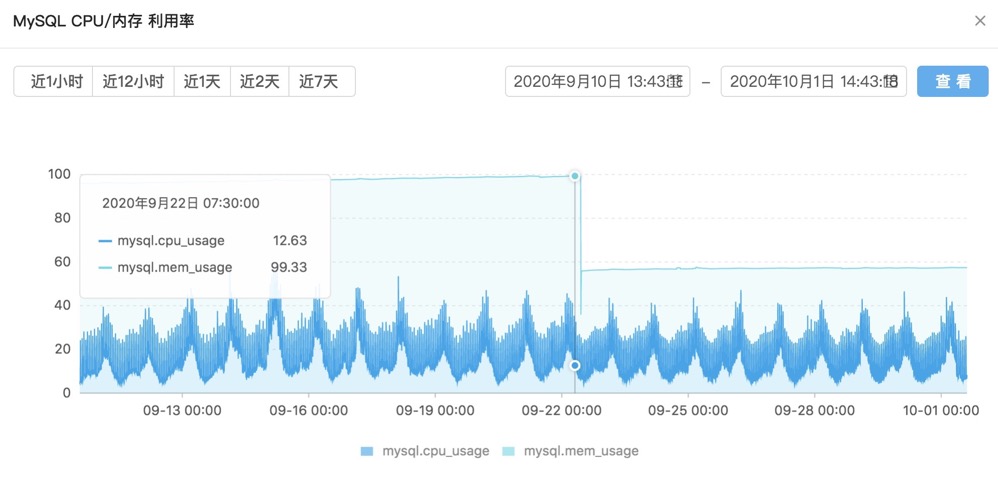 MySQL CPU/内存 利用率
近1小时 近12小时 近1天 近2天 近7天 2020年9月10日 13:43:1 – 2020年10月1日 14:43:18 查看
100
80
60
40
20
0
2020年9月22日 07:30:00
mysql.cpu_usage 12.63
mysql.mem_usage 99.33
09-13 00:00 09-16 00:00 09-19 00:00 09-22 00:00 09-25 00:00 09-28 00:00 10-01 00:00
mysql.cpu_usage mysql.mem_usage